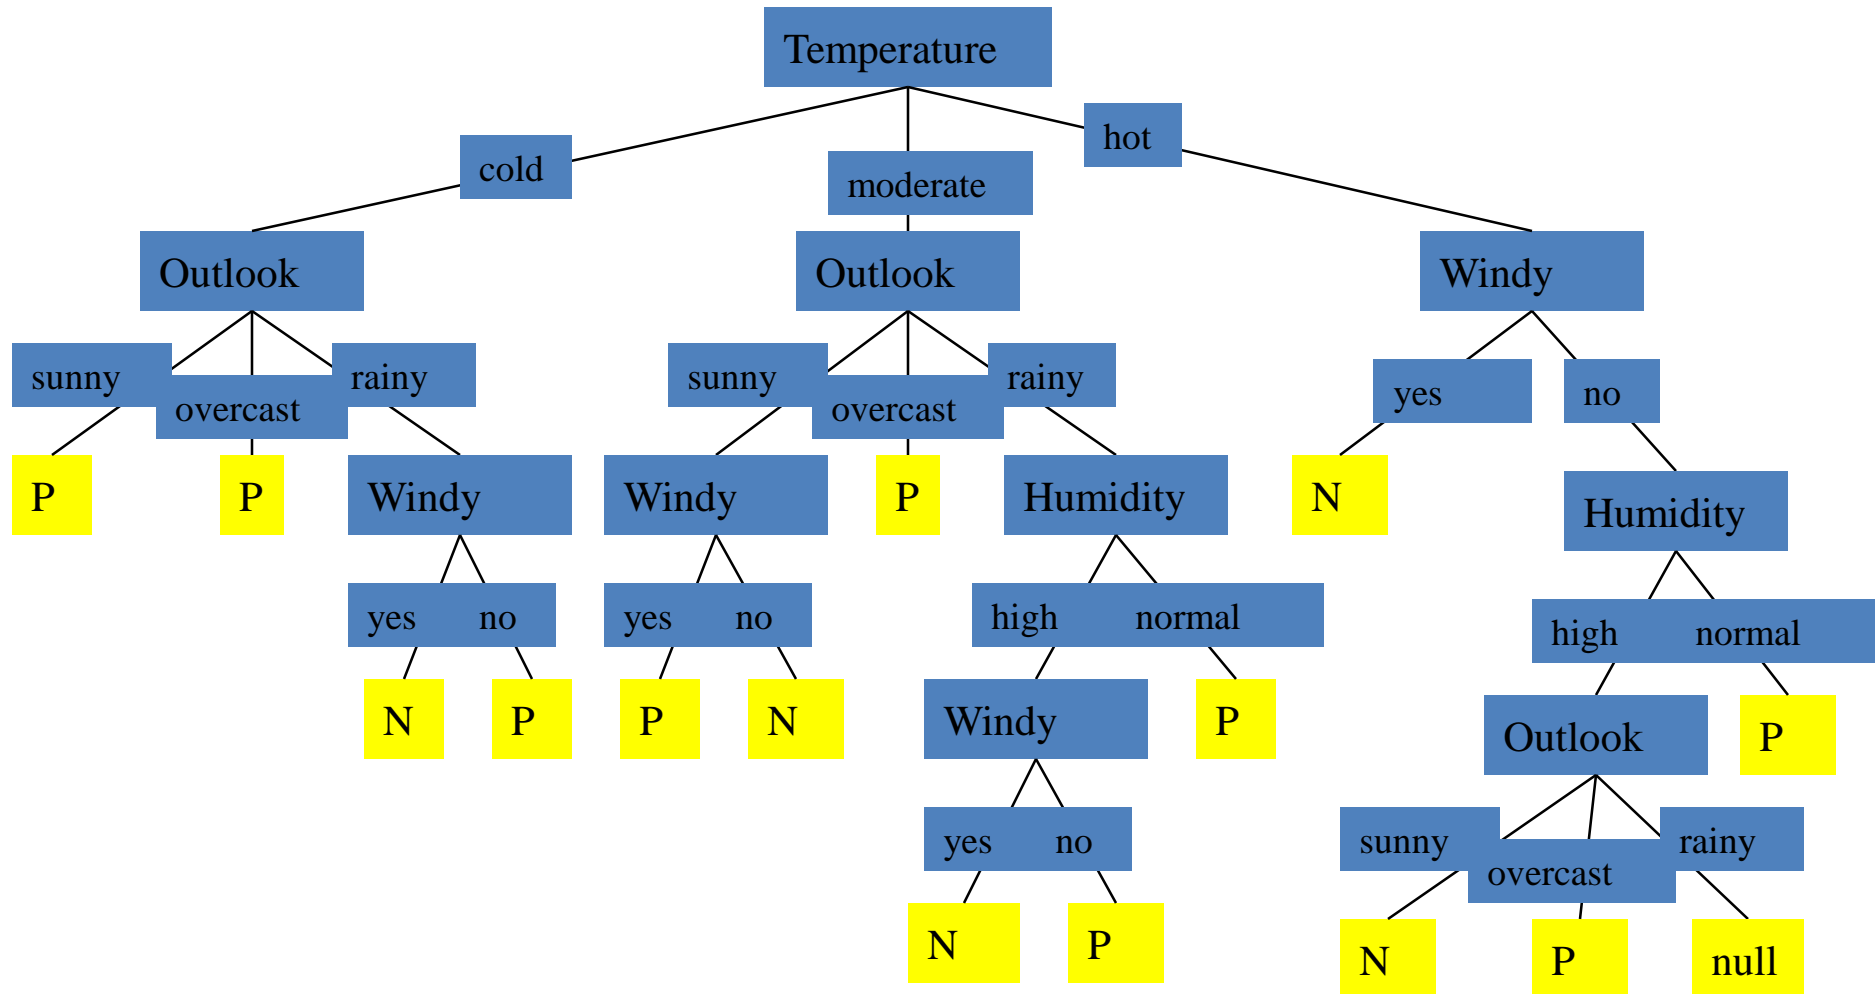 Temperature
cold
moderate
hot
Outlook
Outlook
Windy
sunny
overcast
rainy
sunny
overcast
rainy
yes
no
P
P
Windy
Windy
P
Humidity
N
Humidity
yes no
yes no
high normal
high normal
N
P
P
N
Windy
P
Outlook
P
yes no
sunny
overcast
rainy
N
P
N
P
null